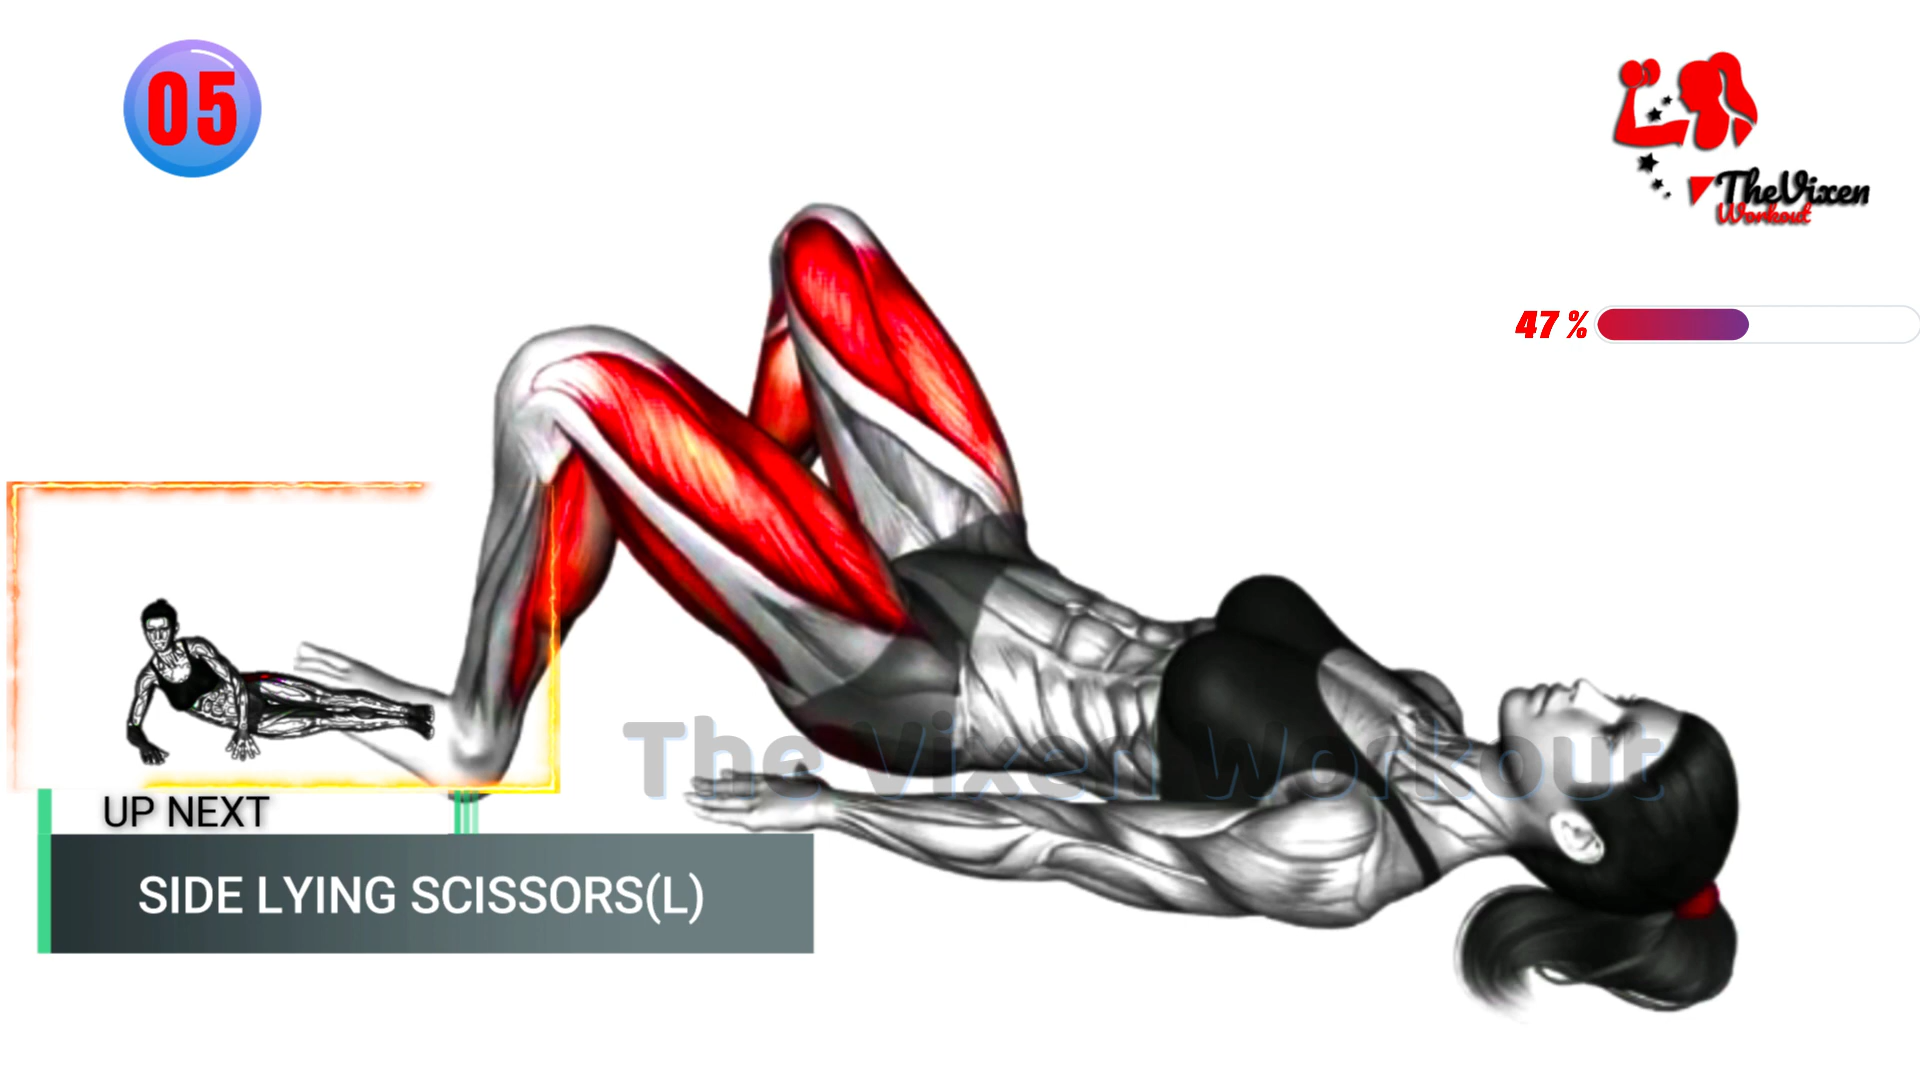 05
TheVixen
Workout
47 %
The Vixen Workout
UP NEXT
SIDE LYING SCISSORS(L)